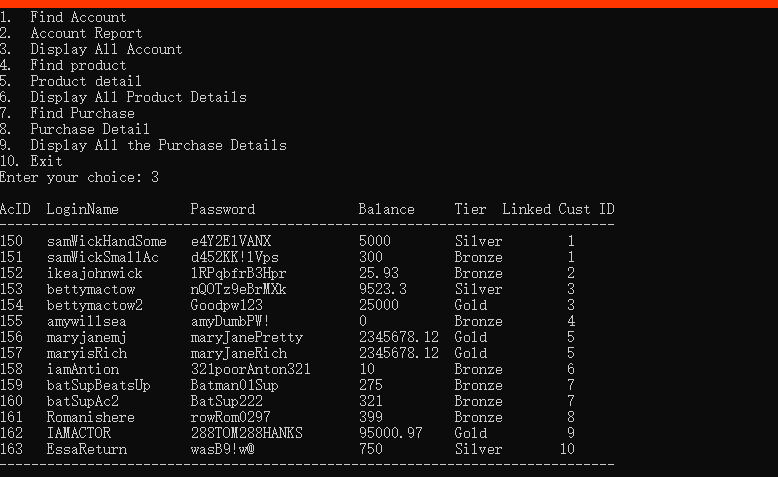 1. Find Account
2. Account Report
3. Display All Account
4. Find product
5. Product detail
6. Display All Product Details
7. Find Purchase
8. Purchase Detail
9. Display All the Purchase Details
10. Exit
Enter your choice: 3
AcID LoginName Password Balance Tier Linked Cust ID
--------------------------------------------------------------------------------
150 samWickHandSome e4Y2E1VANX 5000 Silver 1
151 samWickSmallAc d452KK!1Vps 300 Bronze 1
152 ikeajohnwick 1RPqbfrB3Hpr 25.93 Bronze 2
153 bettymactow nQOTz9eBrMXk 9523.3 Silver 3
154 bettymactow2 Goodpw123 25000 Gold 3
155 amywillsea amyDumbPW! 0 Bronze 4
156 maryjanemj maryJanePretty 2345678.12 Gold 5
157 maryisRich maryJaneRich 2345678.12 Gold 5
158 iamAntion 321poorAnton321 10 Bronze 6
159 batSupBeatsUp Batman01Sup 275 Bronze 7
160 batSupAc2 BatSup222 321 Bronze 7
161 Romanishere rowRom0297 399 Bronze 8
162 IAMACTOR 288TOM288HANKS 95000.97 Gold 9
163 EssaReturn wasB9!w@ 750 Silver 10
--------------------------------------------------------------------------------